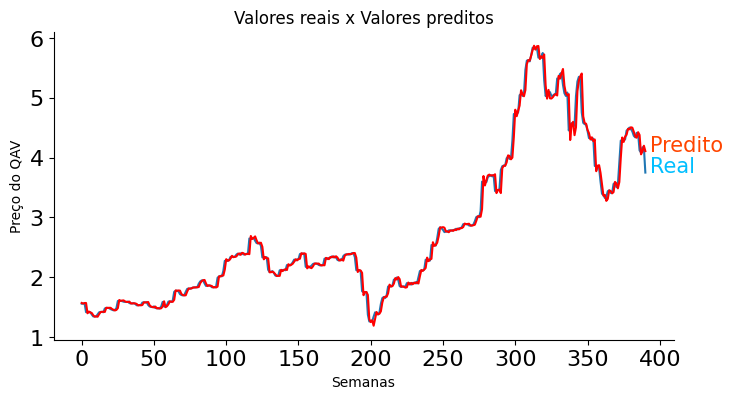 Valores reais x Valores preditos
6
5
4
3
2
1
Preço do QAV
Predito
Real
0 50 100 150 200 250 300 350 400
Semanas